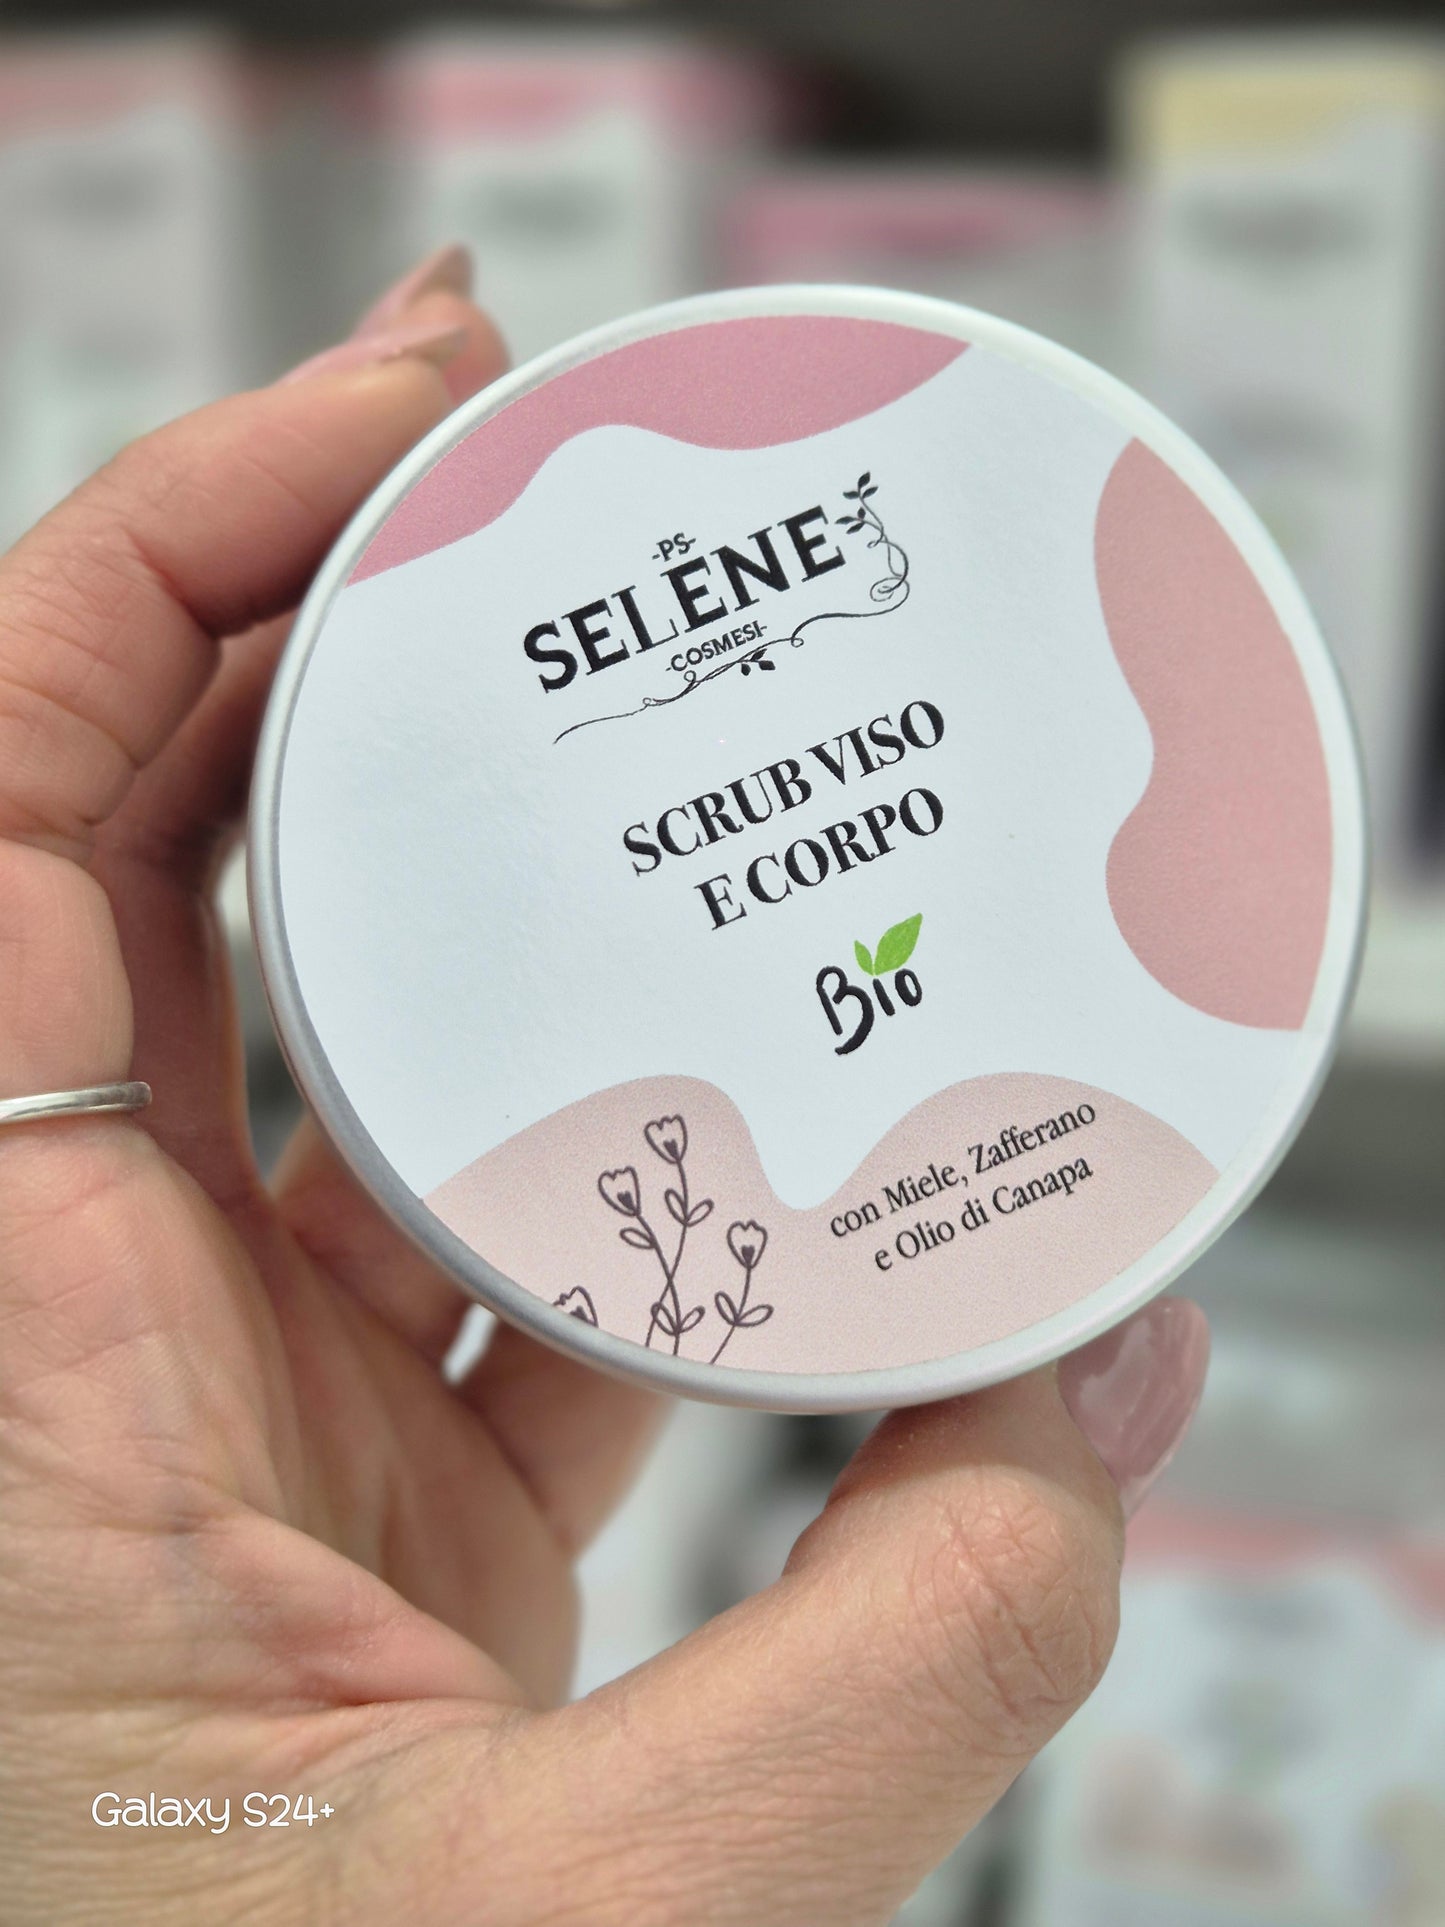 -PS-
SELENE
-COSMESI-
SCRUB VISO
E CORPO
Bio
con Miele, Zafferano
e Olio di Canapa
Galaxy S24+